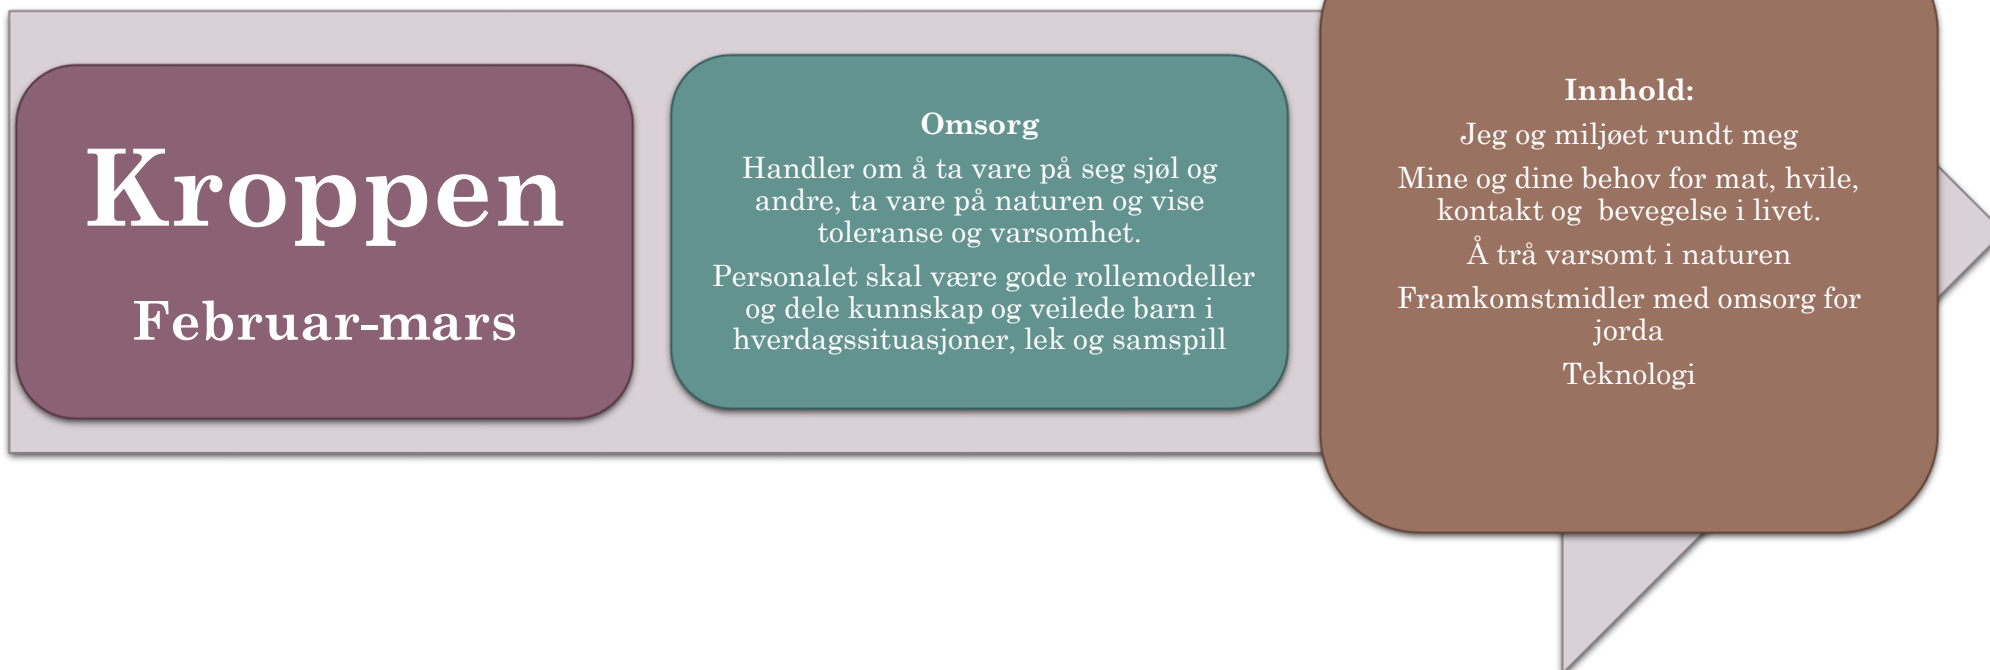 Kroppen
Februar-mars
Omsorg
Handler om å ta vare på seg sjøl og
andre, ta vare på naturen og vise
toleranse og varsomhet.
Personalet skal være gode rollemodeller
og dele kunnskap og veilede barn i
hverdagssituasjoner, lek og samspill
Innhold:
Jeg og miljøet rundt meg
Mine og dine behov for mat, hvile,
kontakt og  bevegelse i livet.
Å trå varsomt i naturen
Framkomstmidler med omsorg for
jorda
Teknologi